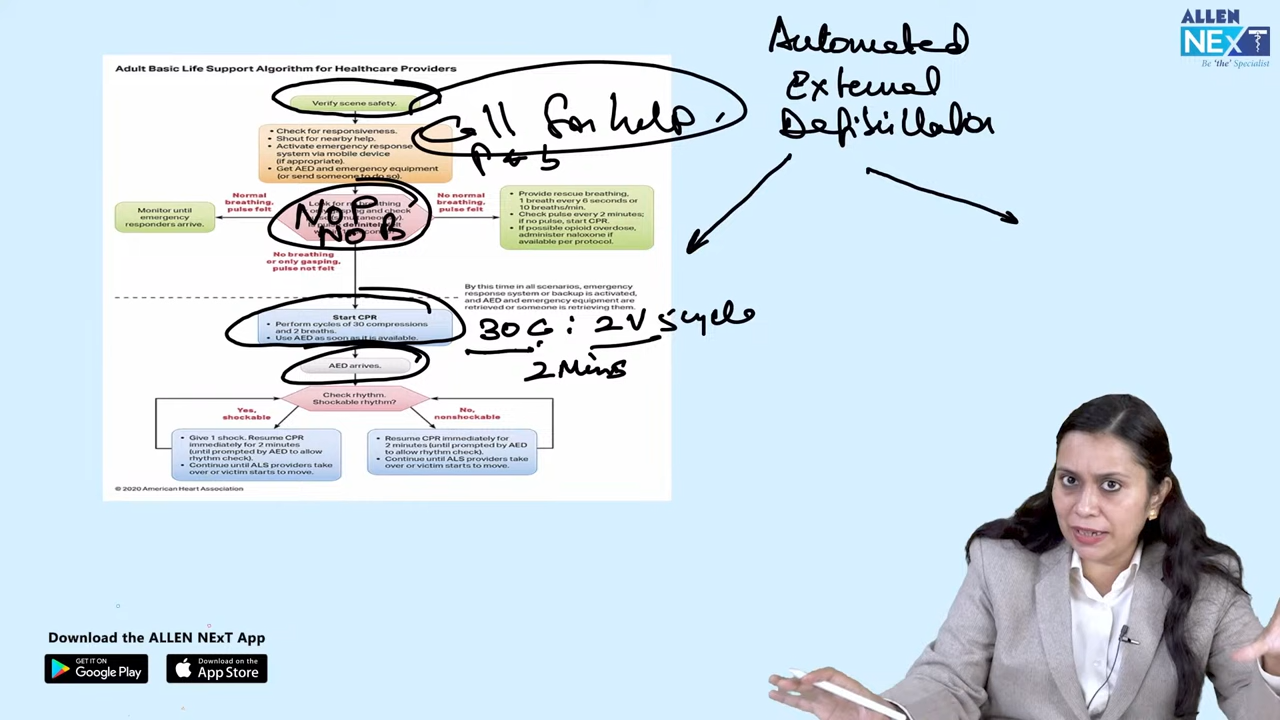 ALLEN
NEXT
Be 'the' Specialist
Automated
External
Defibrillator
Adult Basic Life Support Algorithm for Healthcare Providers
Verify scene safety.
Call for help.
P & b
• Check for responsiveness.
• Shout for nearby help.
• Activate emergency response
system via mobile device
(if appropriate).
• Get AED and emergency equipment
(or send someone to do so).
Normal
breathing,
pulse felt
Monitor until
emergency
responders arrive.
NO P
NO B
No normal
breathing,
pulse felt
• Provide rescue breathing,
1 breath every 6 seconds or
10 breaths/min.
• Check pulse every 2 minutes;
if no pulse, start CPR.
• If possible opioid overdose,
administer naloxone if
available per protocol.
No breathing
or only gasping,
pulse not felt
By this time in all scenarios, emergency
response system or backup is activated,
and AED and emergency equipment are
retrieved or someone is retrieving them.
Start CPR
• Perform cycles of 30 compressions
and 2 breaths.
• Use AED as soon as it is available.
30 C : 2 V 5 cycle
2 Mins
AED arrives.
Check rhythm.
Shockable rhythm?
Yes,
shockable
No,
nonshockable
• Give 1 shock. Resume CPR
immediately for 2 minutes
(until prompted by AED to allow
rhythm check).
• Continue until ALS providers take
over or victim starts to move.
• Resume CPR immediately for
2 minutes (until prompted by AED
to allow rhythm check).
• Continue until ALS providers take
over or victim starts to move.
© 2020 American Heart Association
Download the ALLEN NExT App
GET IT ON
Google Play
Download on the
App Store